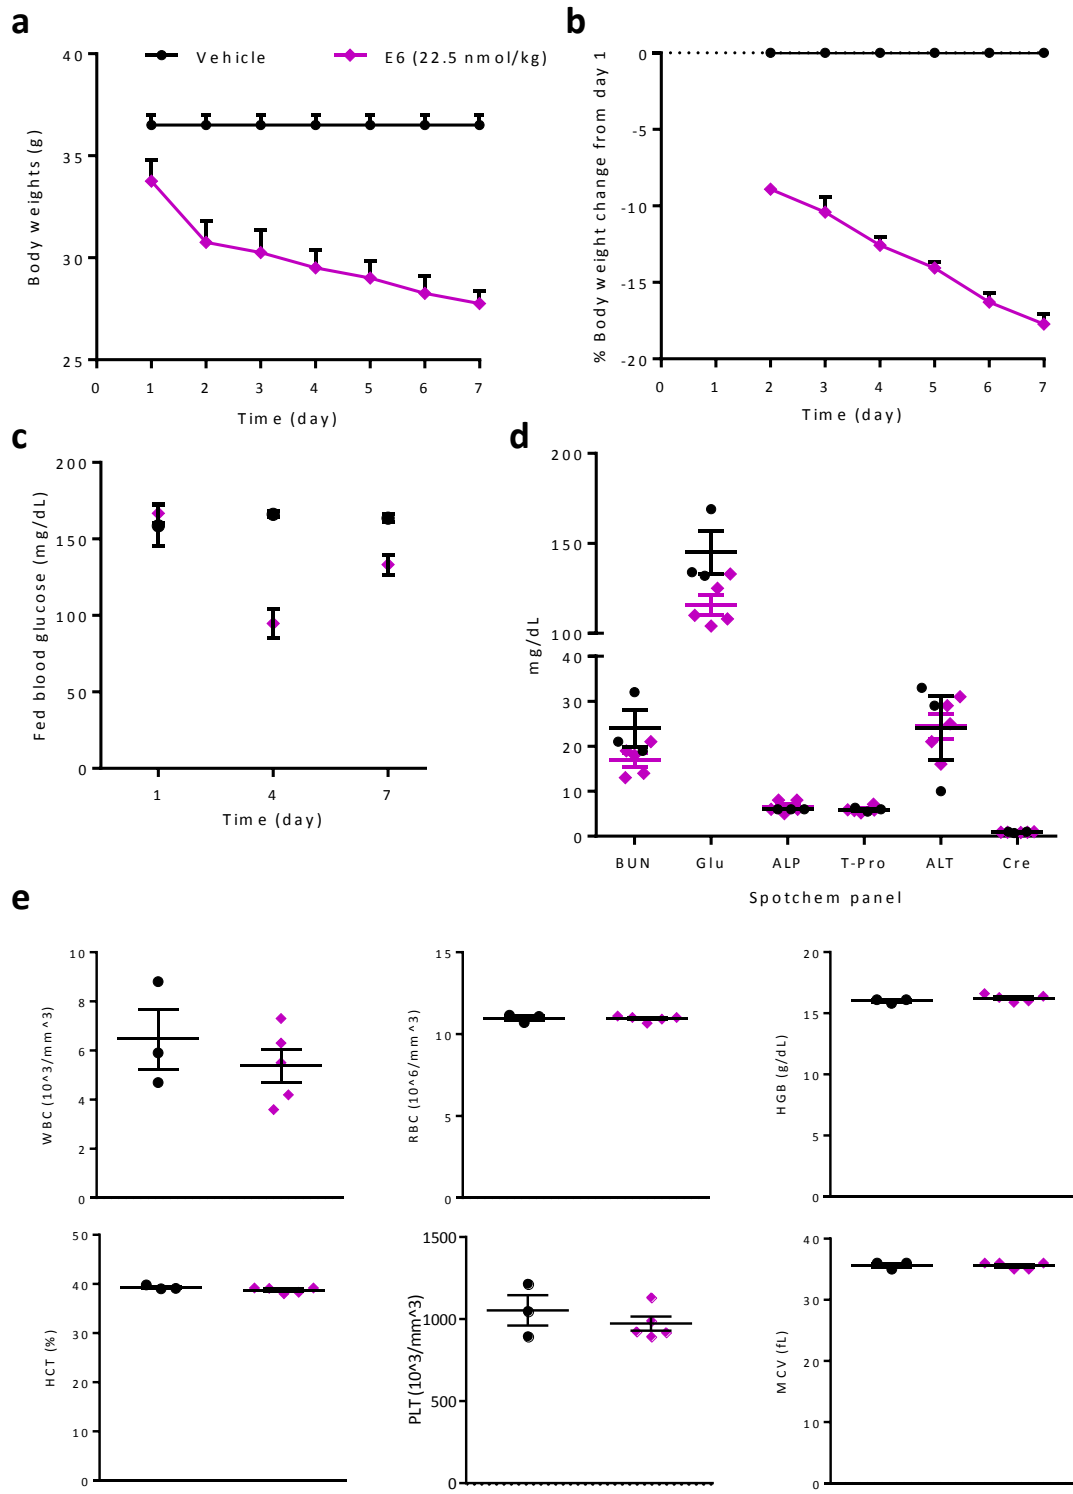 a
Vehicle
E6 (22.5 nmol/kg)
Body weights (g)
40
35
30
25
0 1 2 3 4 5 6 7
Time (day)
b
% Body weight change from day 1
0
-5
-10
-15
-20
0 1 2 3 4 5 6 7
Time (day)
c
Fed blood glucose (mg/dL)
200
150
100
50
0
1 4 7
Time (day)
d
mg/dL
200
150
100
40
30
20
10
0
BUN Glu ALP T-Pro ALT Cre
Spotchem panel
e
WBC (10^3/mm^3)
10
8
6
4
2
0
RBC (10^6/mm^3)
15
10
5
0
HGB (g/dL)
20
15
10
5
0
HCT (%)
50
40
30
20
10
0
PLT (10^3/mm^3)
1500
1000
500
0
MCV (fL)
40
30
20
10
0